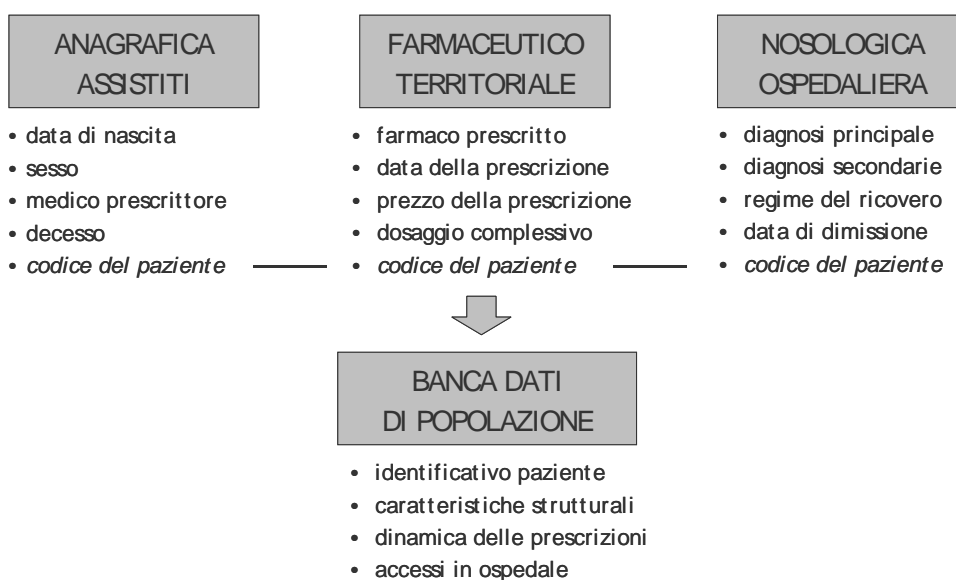 ANAGRAFICA
ASSISTITI
• data di nascita
• sesso
• medico prescrittore
• decesso
• codice del paziente
FARMACEUTICO
TERRITORIALE
• farmaco prescritto
• data della prescrizione
• prezzo della prescrizione
• dosaggio complessivo
• codice del paziente
NOSOLOGICA
OSPEDALIERA
• diagnosi principale
• diagnosi secondarie
• regime del ricovero
• data di dimissione
• codice del paziente
BANCA DATI
DI POPOLAZIONE
• identificativo paziente
• caratteristiche strutturali
• dinamica delle prescrizioni
• accessi in ospedale